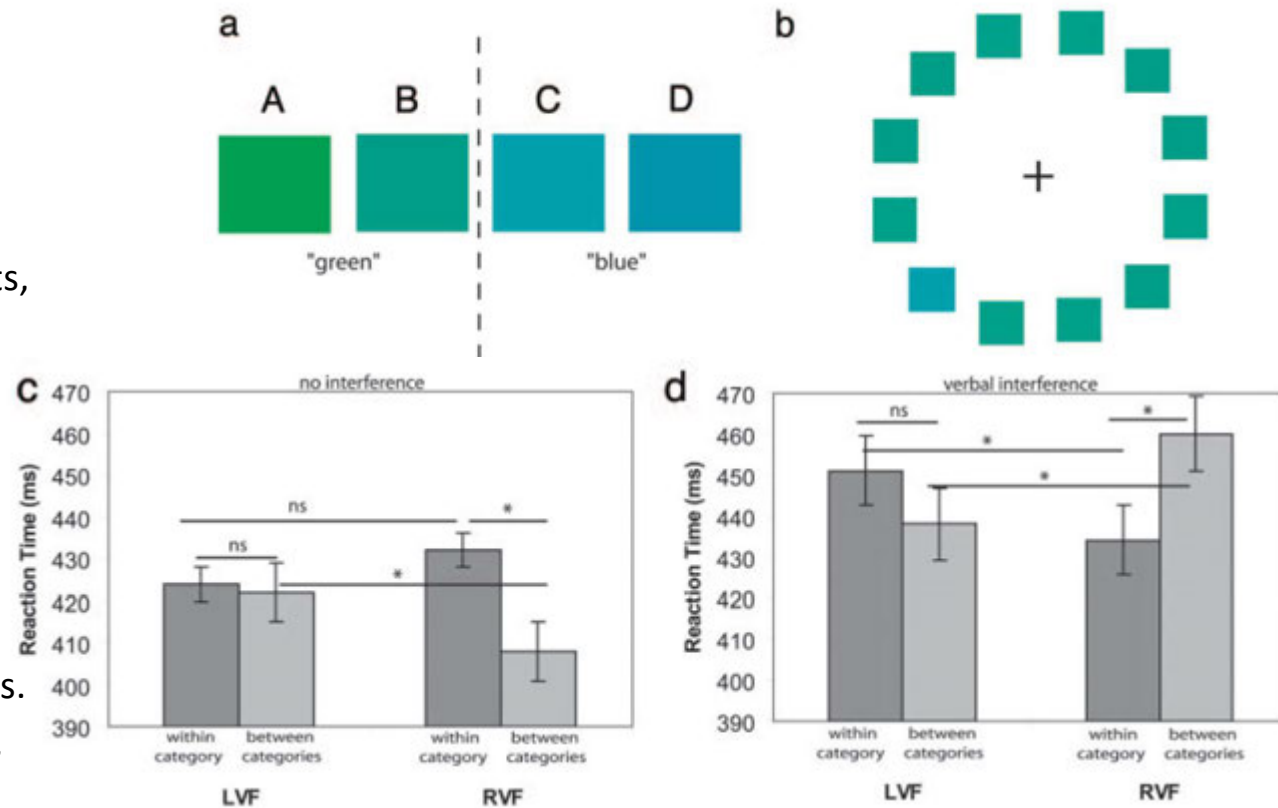 a
b
A B C D
"green" "blue"
s,
c
no interference
470
460
450
440
430
420
410
400
390
Reaction Time (ms)
ns
ns
*
*
within category
between categories
within category
between categories
LVF
RVF
s.
d
verbal interference
470
460
450
440
430
420
410
400
390
Reaction Time (ms)
ns
*
*
*
within category
between categories
within category
between categories
LVF
RVF